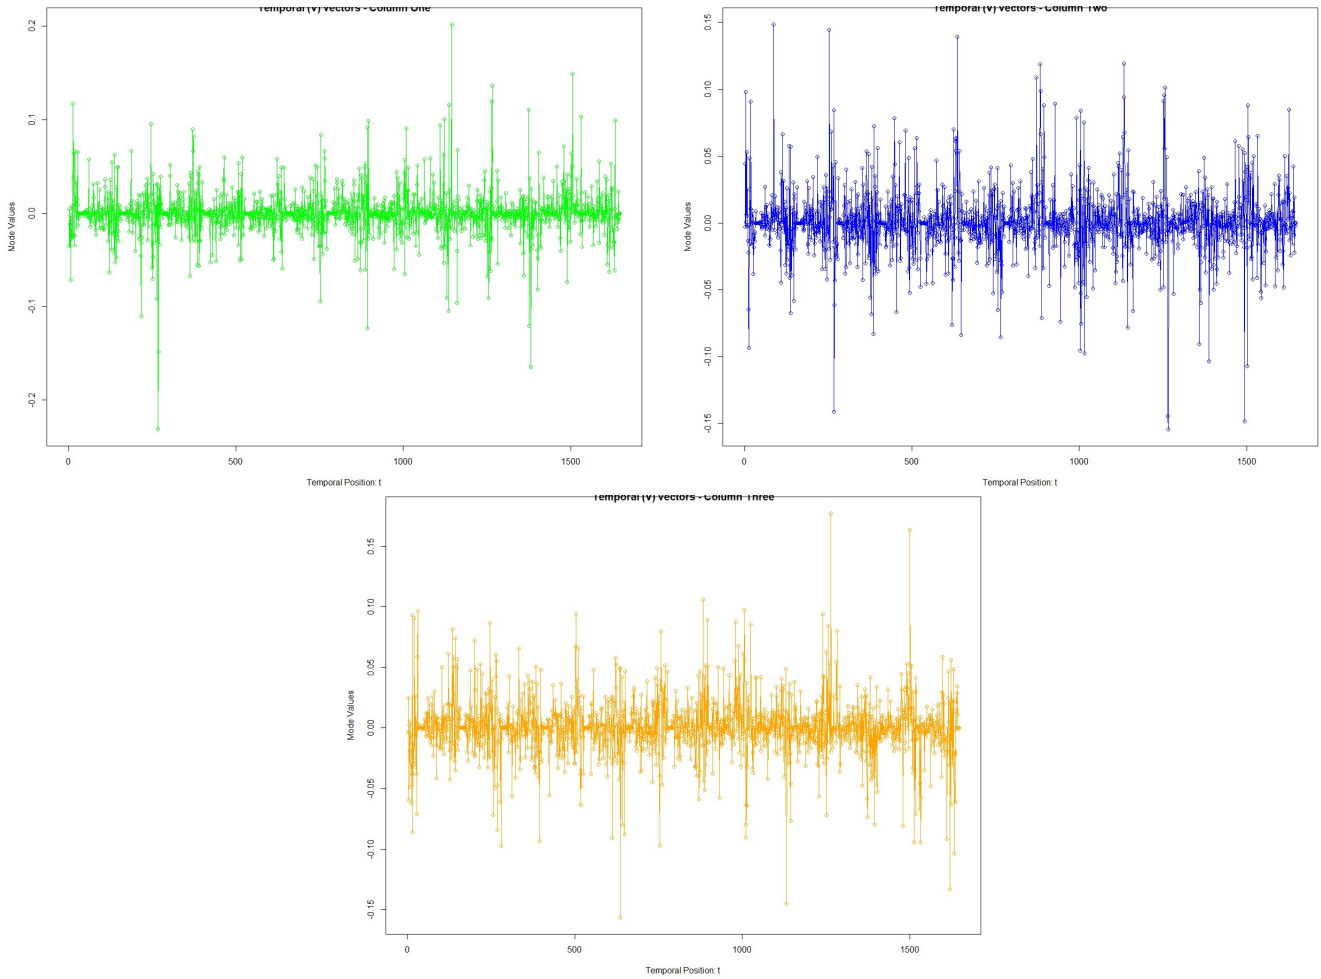 Temporal (V) Vectors - Column One
Node Values
0.2
0.1
0.0
-0.1
-0.2
0 500 1000 1500
Temporal Position: t
Temporal (V) Vectors - Column Two
Node Values
0.15
0.10
0.05
0.00
-0.05
-0.10
-0.15
0 500 1000 1500
Temporal Position: t
Temporal (V) Vectors - Column Three
Mode Values
0.15
0.10
0.05
0.00
-0.05
-0.10
-0.15
0 500 1000 1500
Temporal Position: t